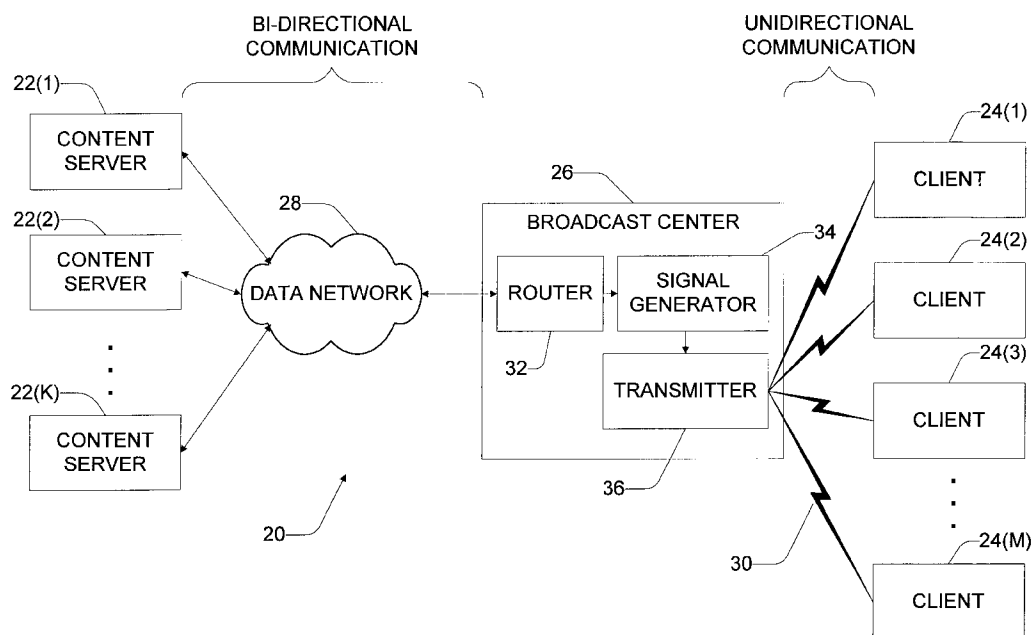 BI-DIRECTIONAL
COMMUNICATION
UNIDIRECTIONAL
COMMUNICATION
22(1)
CONTENT
SERVER
22(2)
CONTENT
SERVER
22(K)
CONTENT
SERVER
28
DATA NETWORK
20
26
BROADCAST CENTER
34
ROUTER
SIGNAL
GENERATOR
32
TRANSMITTER
36
30
24(1)
CLIENT
24(2)
CLIENT
24(3)
CLIENT
24(M)
CLIENT